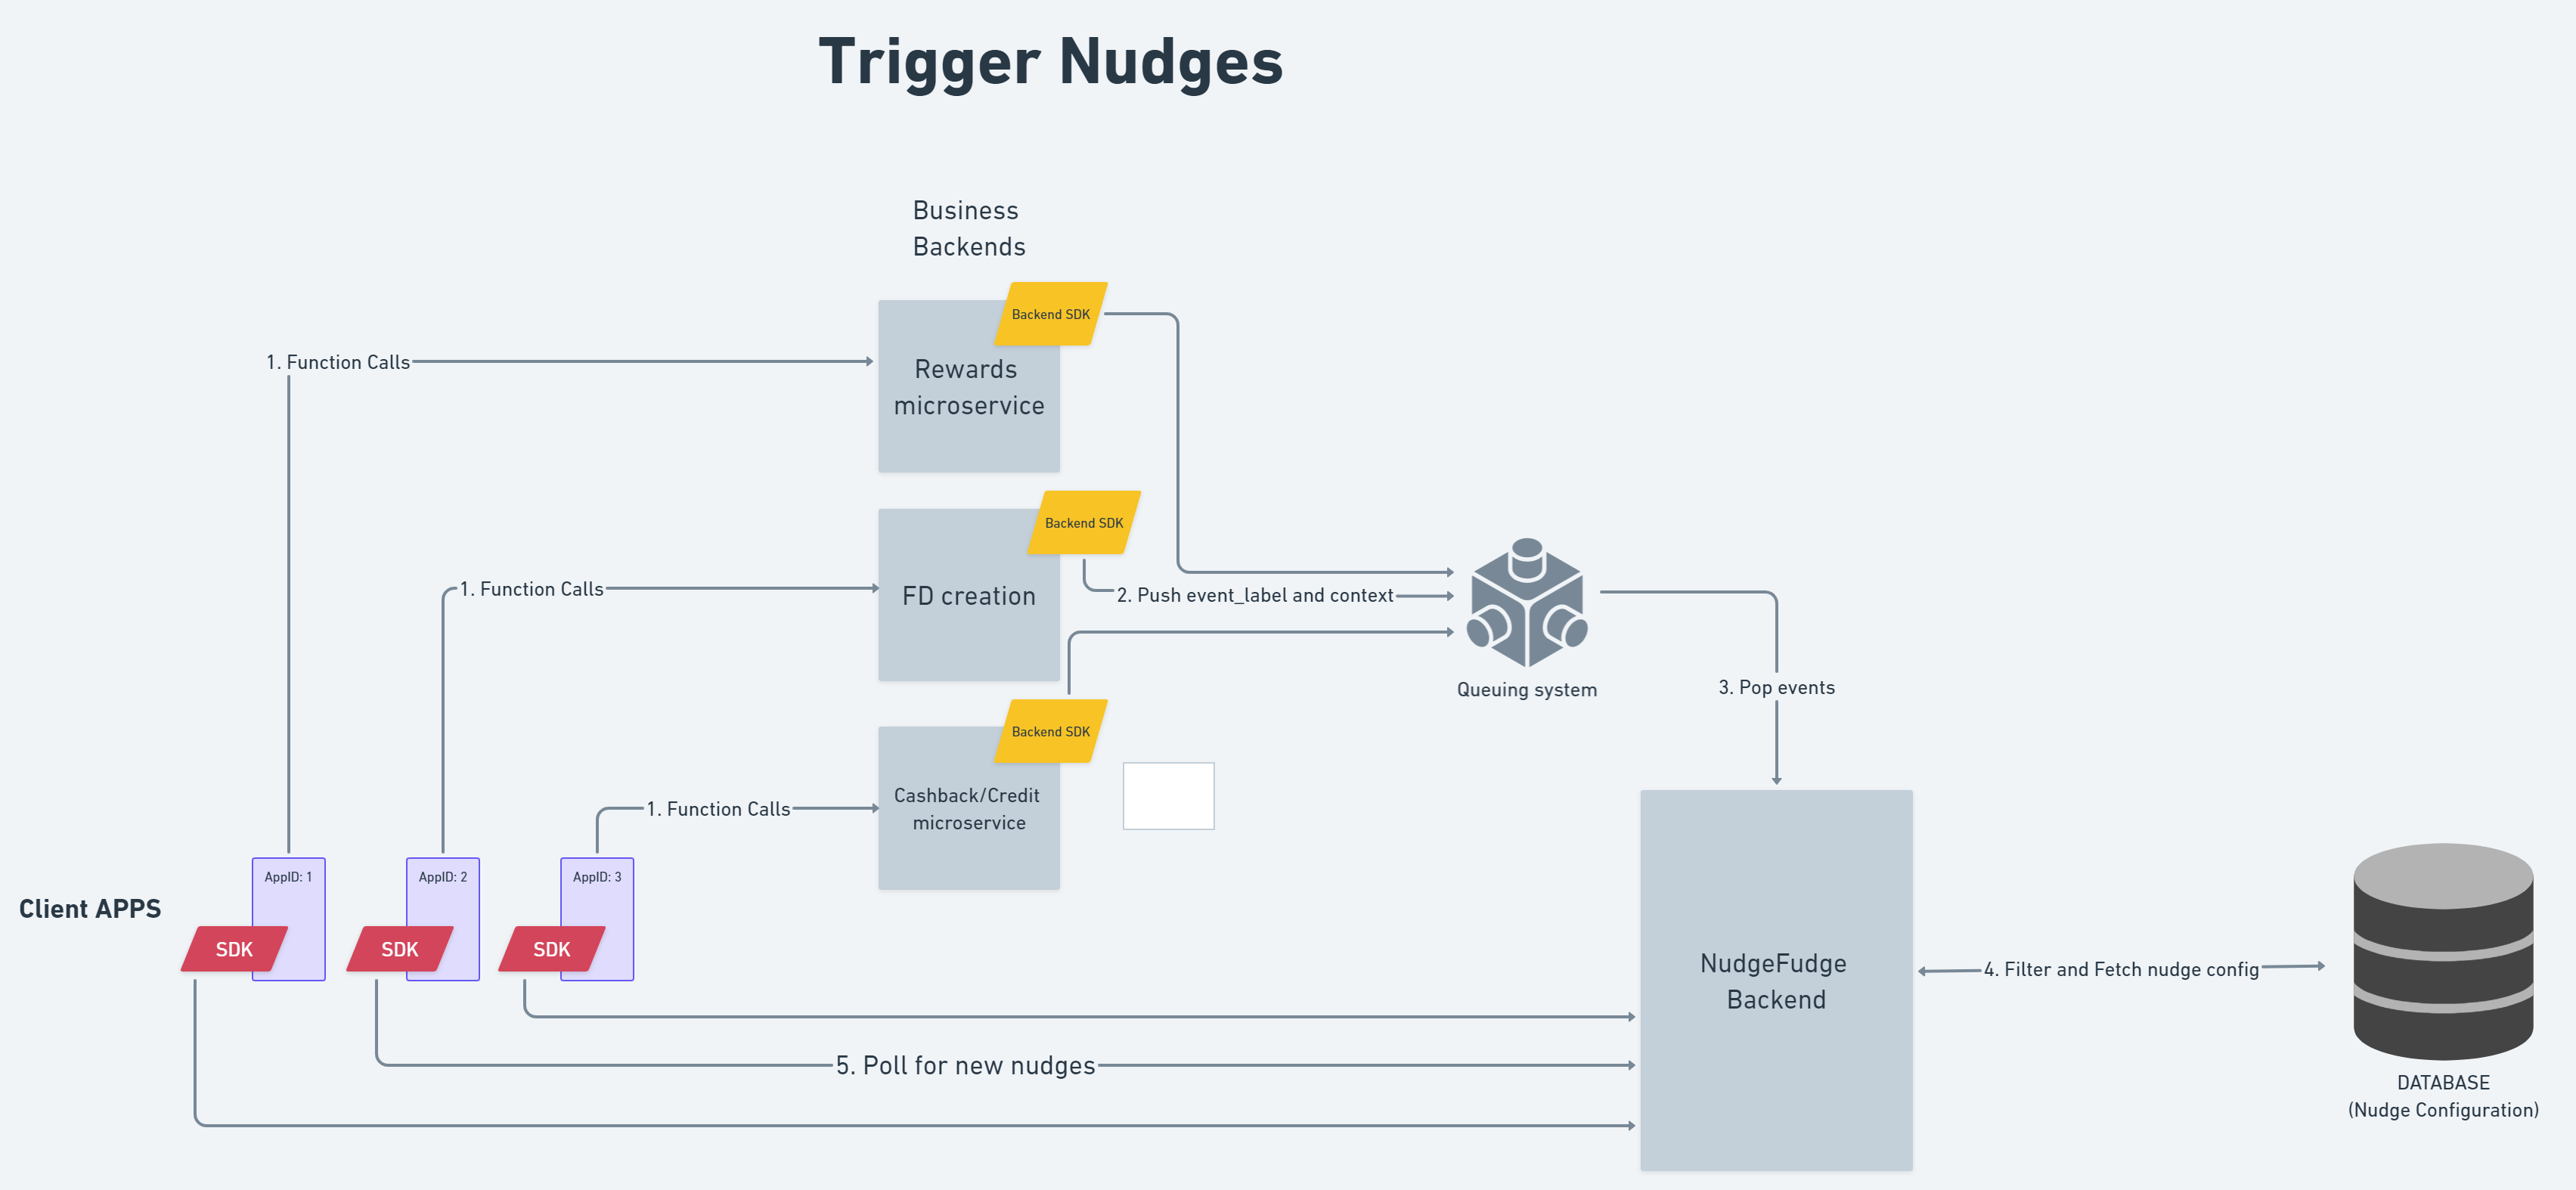 Trigger Nudges
Business
Backends
Backend SDK
1. Function Calls
Rewards
microservice
Backend SDK
1. Function Calls
FD creation
2. Push event_label and context
Queuing system
3. Pop events
Backend SDK
1. Function Calls
Cashback/Credit
microservice
AppID: 1
AppID: 2
AppID: 3
Client APPS
SDK
SDK
SDK
NudgeFudge
Backend
4. Filter and Fetch nudge config
5. Poll for new nudges
DATABASE
(Nudge Configuration)